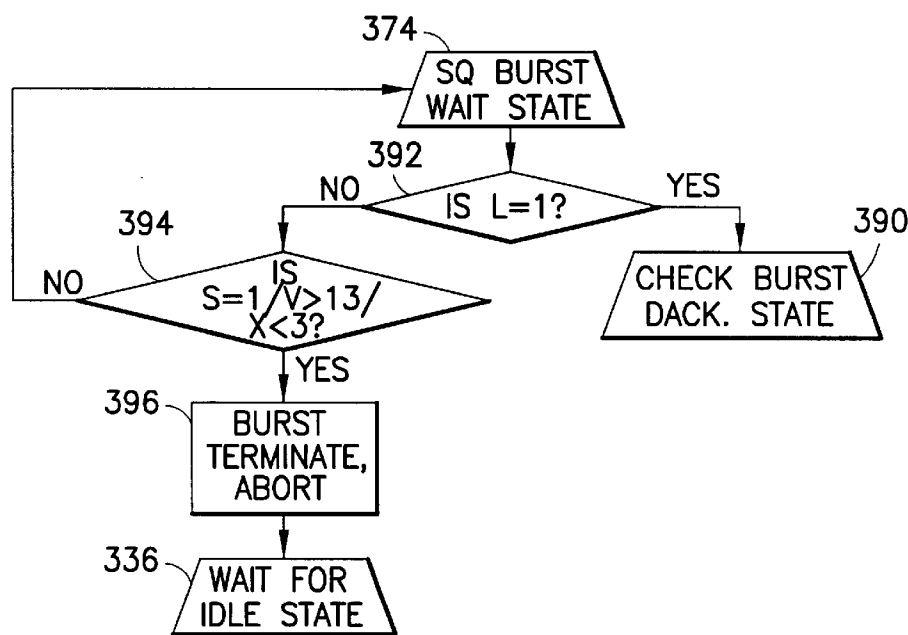 374
SQ BURST
WAIT STATE
392
NO
IS L=1?
YES
390
CHECK BURST
DACK. STATE
394
NO
IS
S=1/V>13/
X<3?
YES
396
BURST
TERMINATE,
ABORT
336
WAIT FOR
IDLE STATE